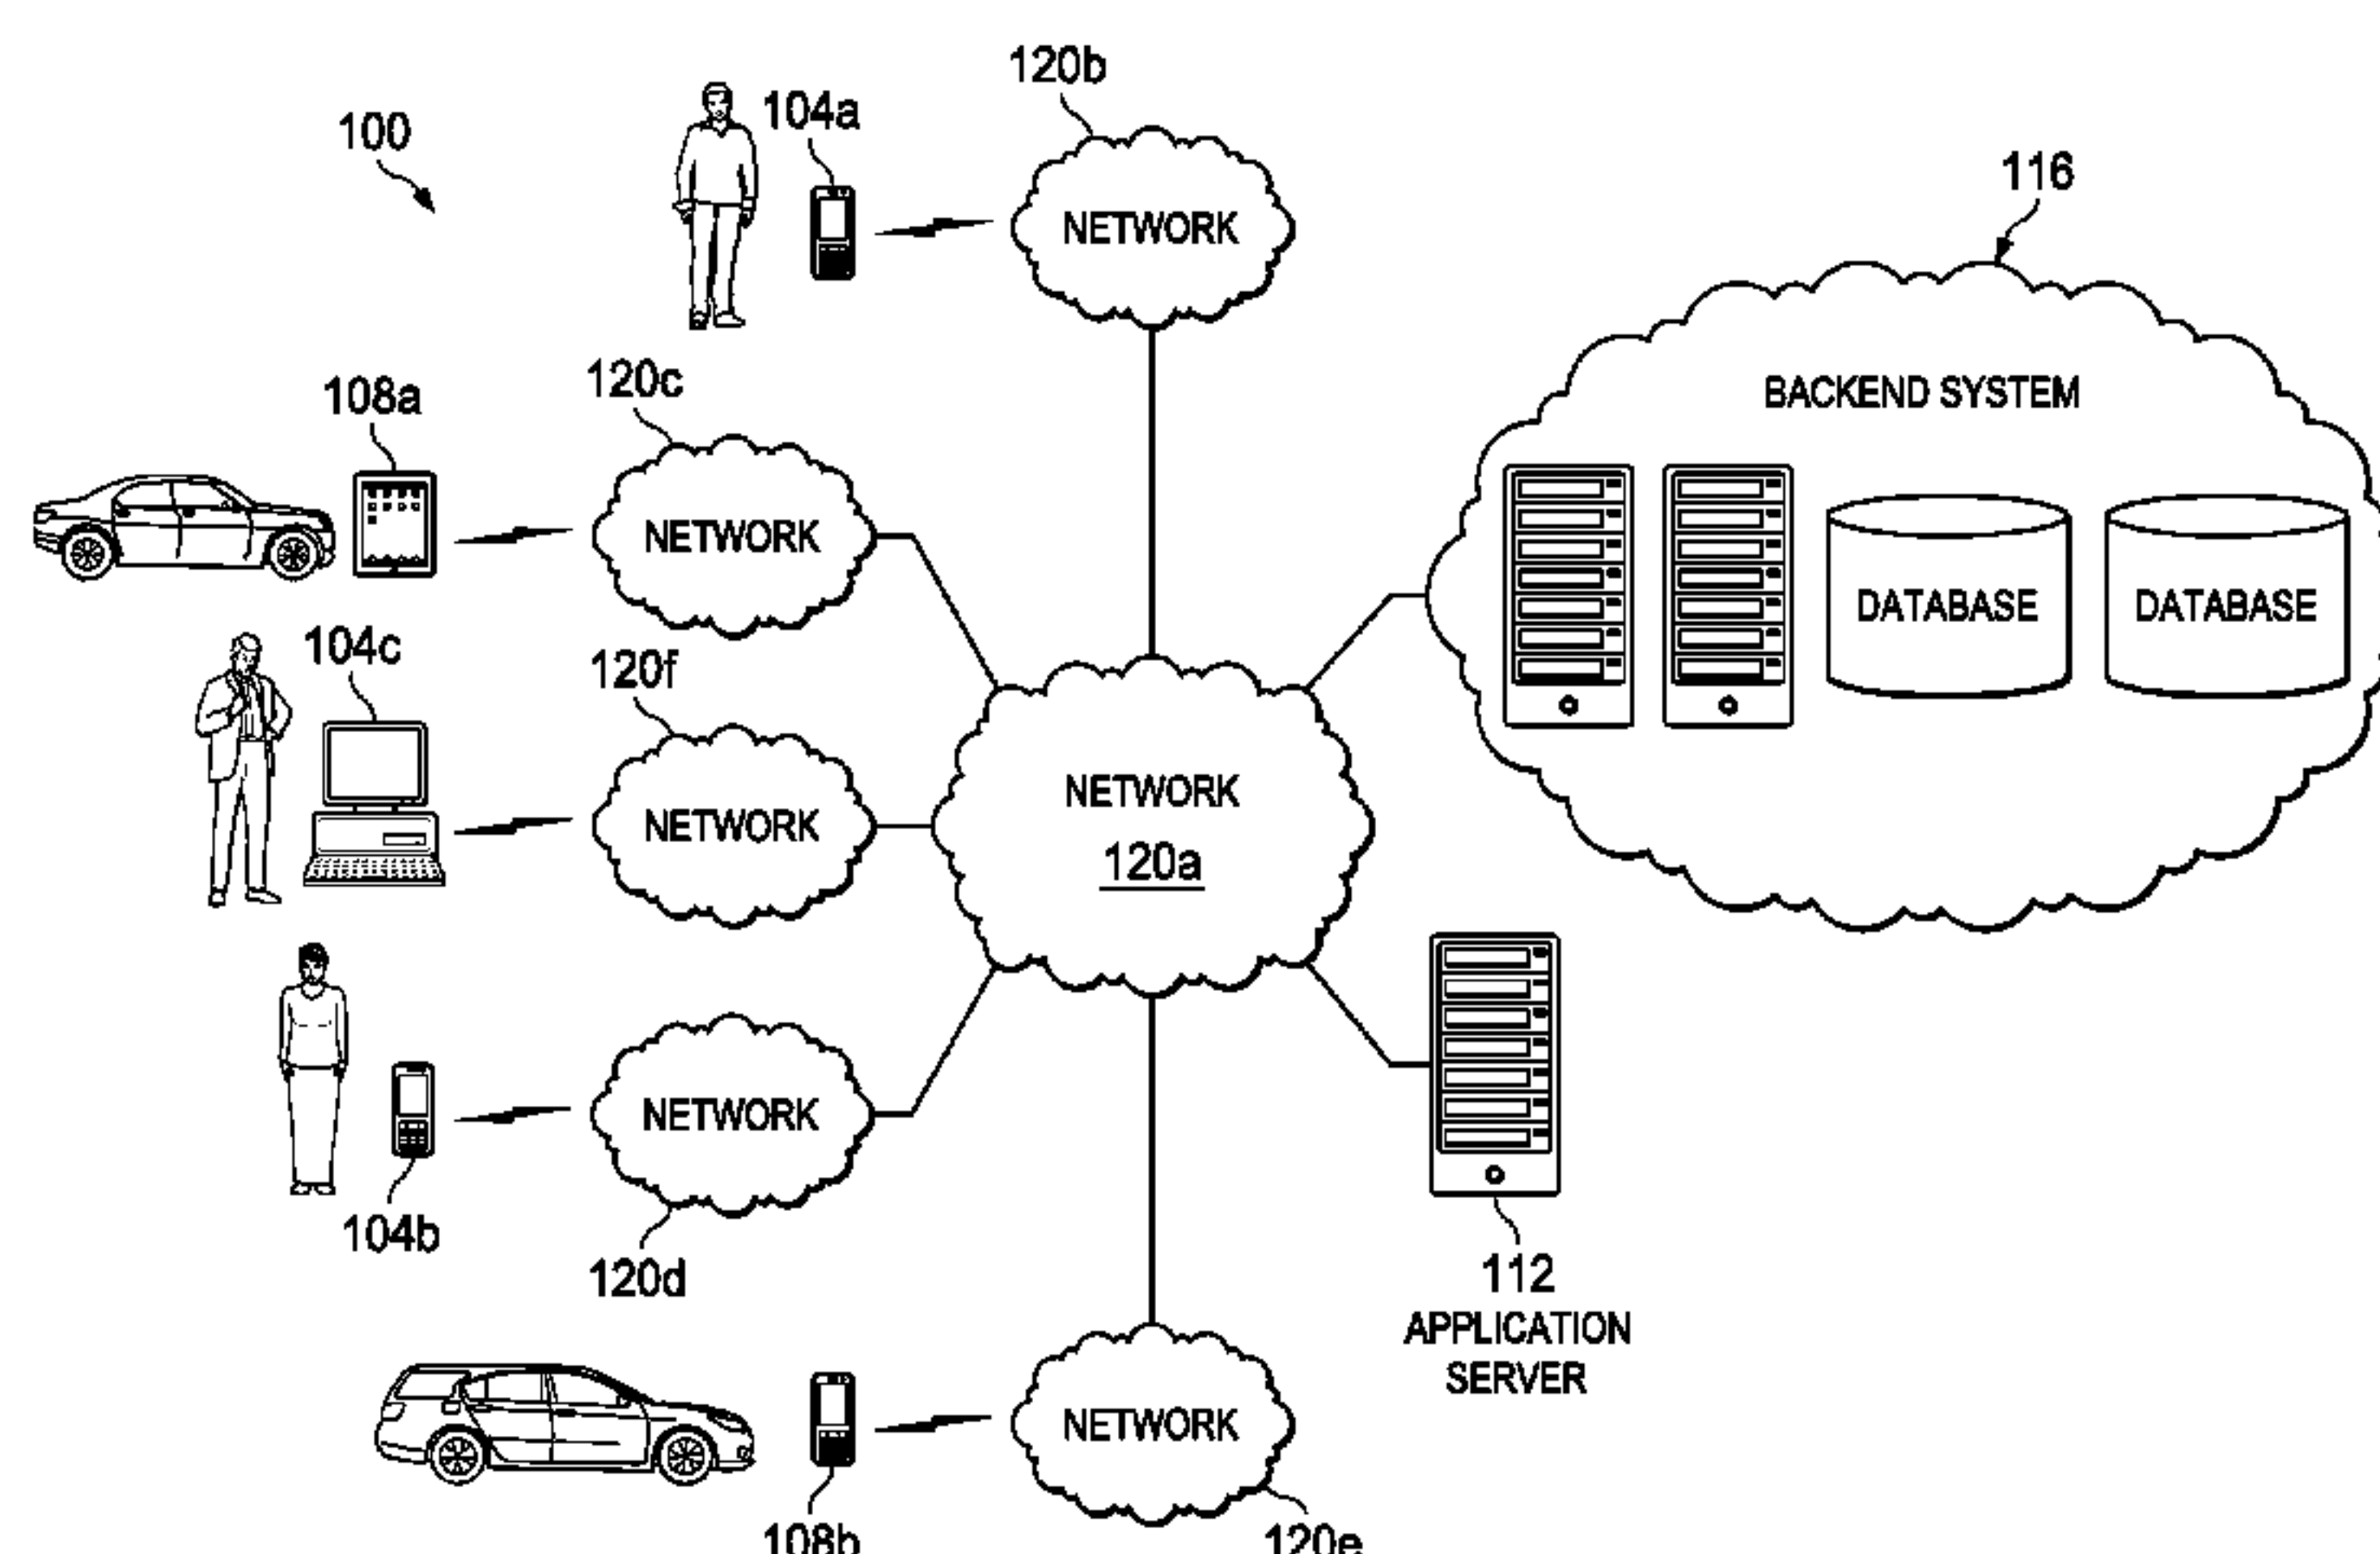 120b
104a
100
NETWORK
116
120c
108a
BACKEND SYSTEM
NETWORK
DATABASE
DATABASE
104c
120f
NETWORK
NETWORK
120a
NETWORK
104b
120d
112
APPLICATION
SERVER
NETWORK
108b
120e